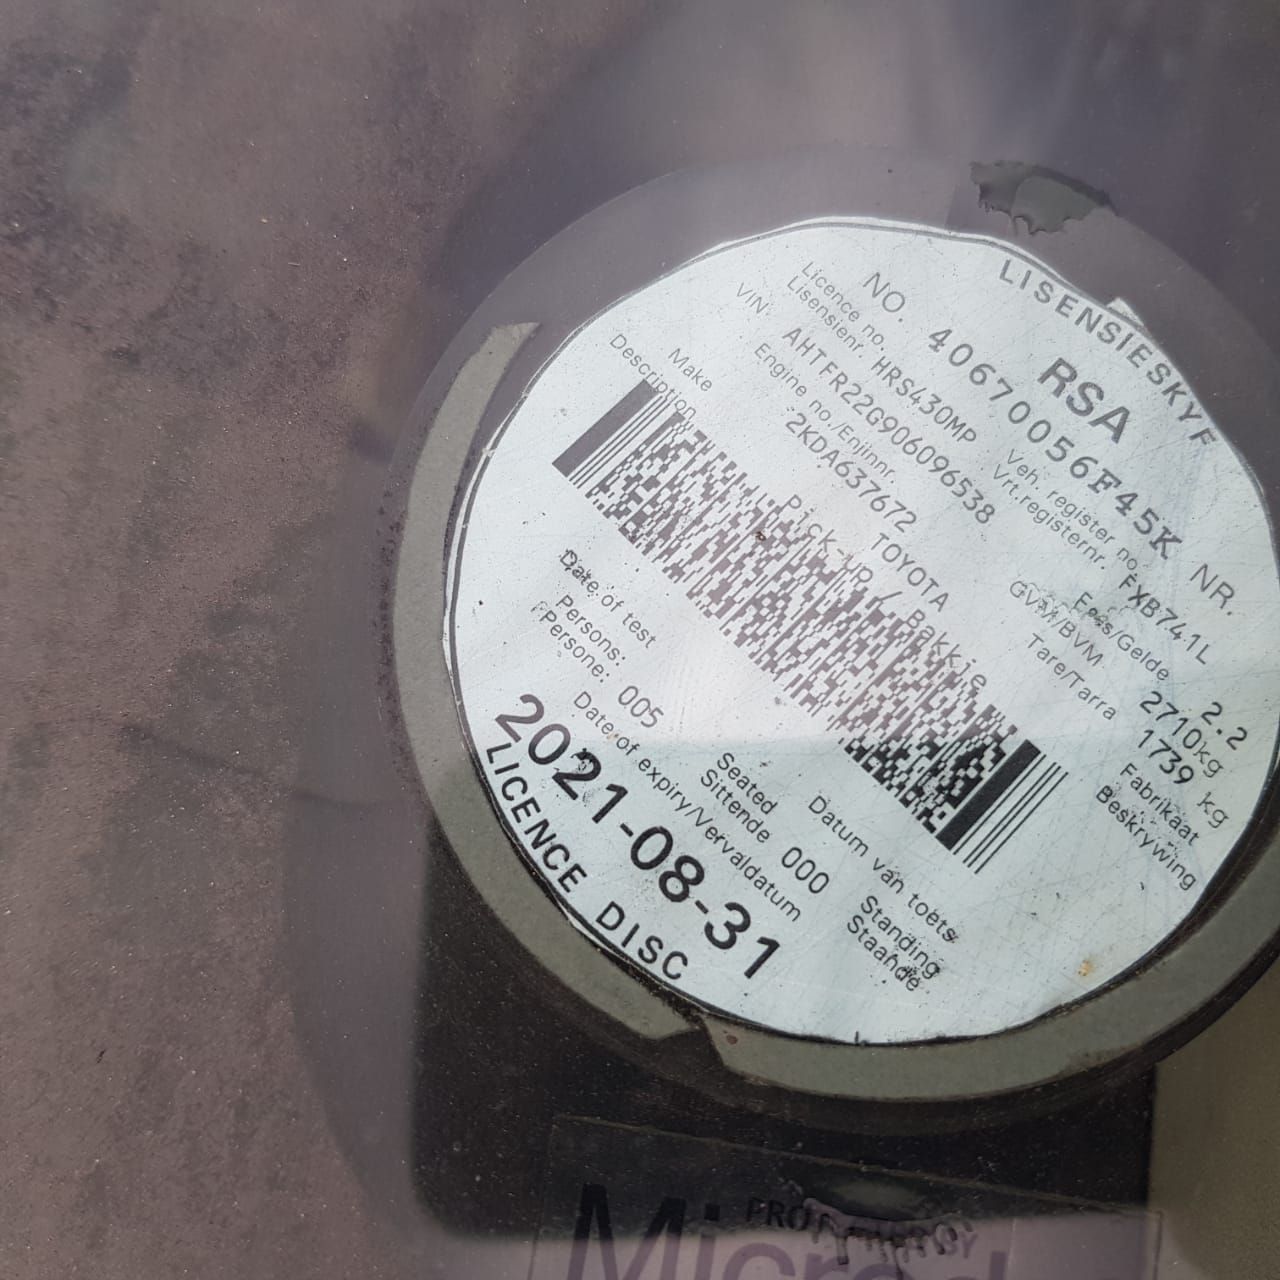 LISENSIESKYF
RSA
NO. 40670056F45K NR.
Licence no.
Lisensienr. HRS430MP
Veh. register no.
Vrt.registernr. FXB741L
VIN: AHTFR22G906096538
Fees/Gelde 2.2
Engine no./Enjinnr.
2KDA637672
GVM/BVM 2710kg
Tare/Tarra 1739 kg
Make TOYOTA Fabrikaat
Description Pick-up / Bakkie Beskrywing
Date of test Datum van toets
Persons:
Persone: 005 Seated
Sittende 000 Standing
Staande
Date of expiry/Vervaldatum
2021-08-31
LICENCE DISC